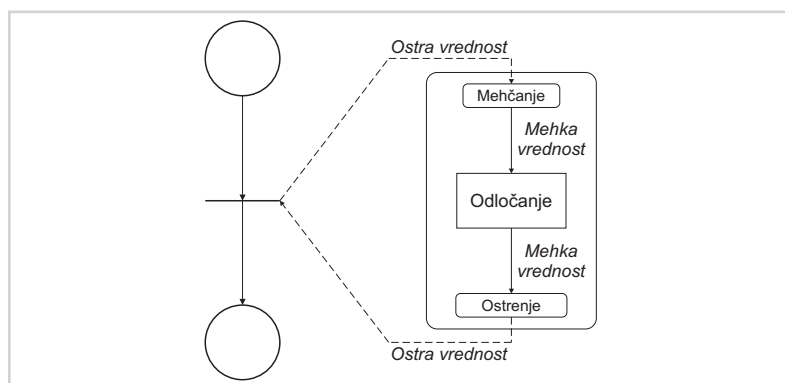 Ostra vrednost
Mehčanje
Mehka
vrednost
Odločanje
Mehka
vrednost
Ostrenje
Ostra vrednost